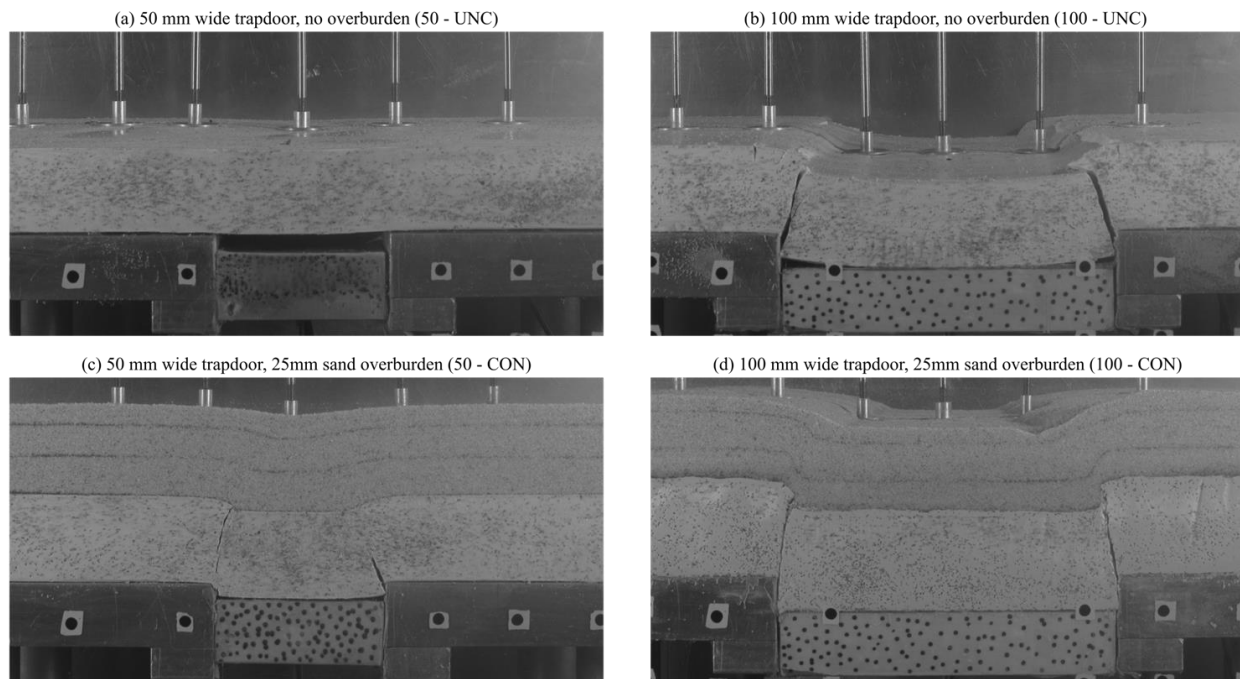 (a) 50 mm wide trapdoor, no overburden (50 - UNC)
(b) 100 mm wide trapdoor, no overburden (100 - UNC)
(c) 50 mm wide trapdoor, 25mm sand overburden (50 - CON)
(d) 100 mm wide trapdoor, 25mm sand overburden (100 - CON)